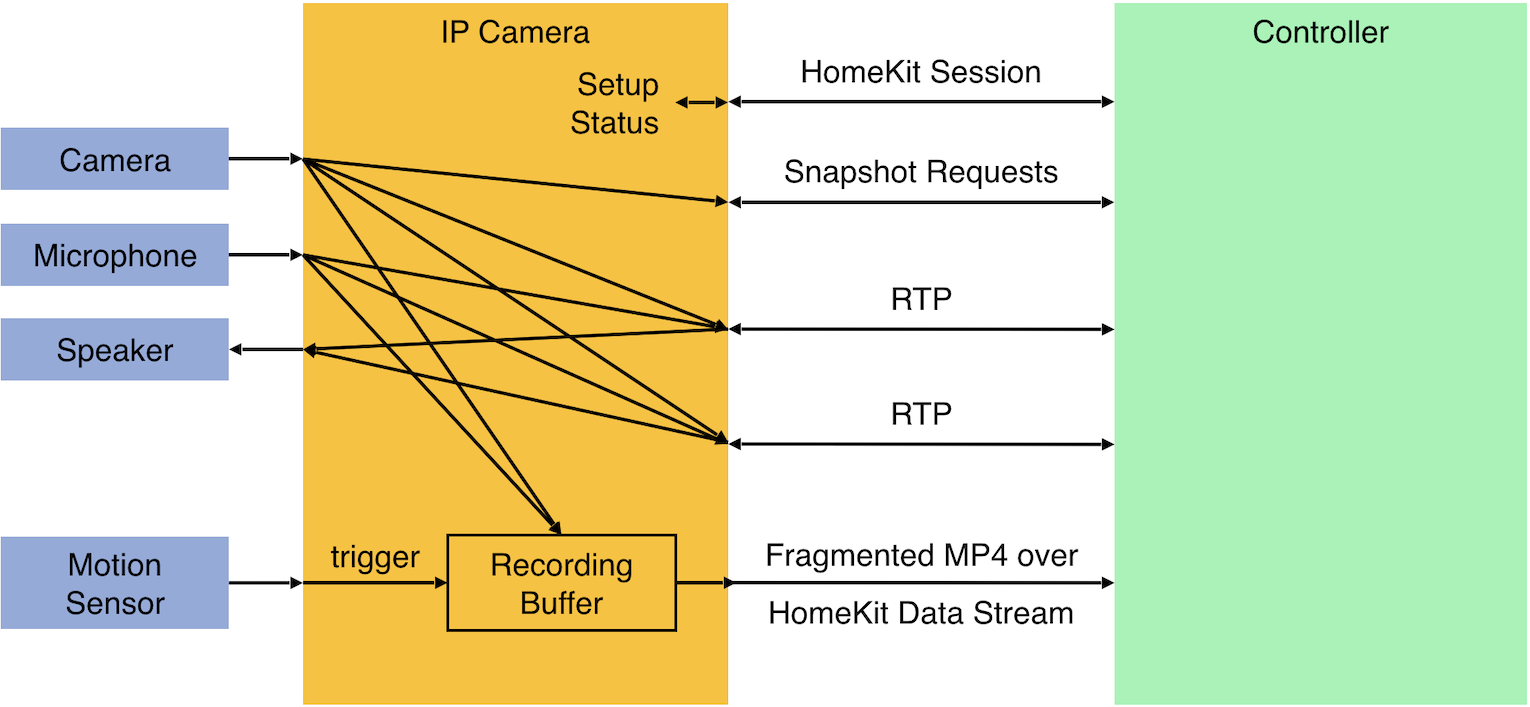 IP Camera
Controller
Setup
Status
HomeKit Session
Camera
Snapshot Requests
Microphone
RTP
Speaker
RTP
Motion
Sensor
trigger
Recording
Buffer
Fragmented MP4 over
HomeKit Data Stream